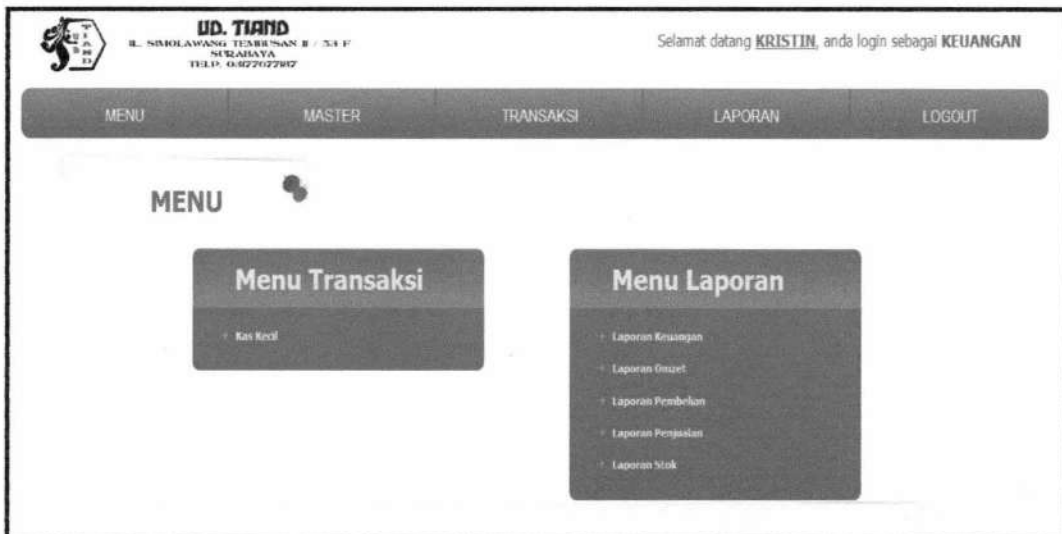 UD. TIAND
JL. SIMOLAWANG TEMBUSAN II / 53 F
SURABAYA
TELP.
Selamat datang KRISTIN, anda login sebagai KEUANGAN
MENU MASTER TRANSAKSI LAPORAN LOGOUT
MENU
Menu Transaksi
Kas Kecil
Menu Laporan
Laporan Keuangan
Laporan Omzet
Laporan Pembelian
Laporan Penjualan
Laporan Stok